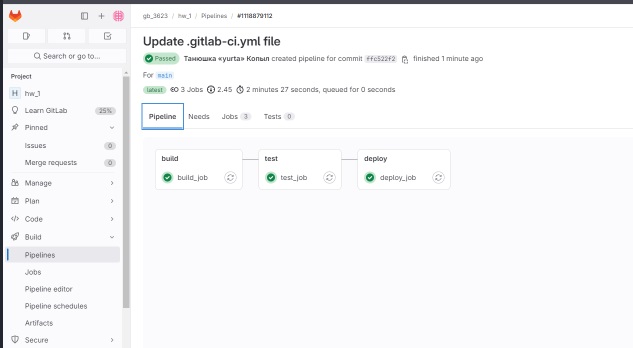 gb_3623 / hw_1 / Pipelines / #1118879112
Search or go to...
Update .gitlab-ci.yml file
Passed Танюшка «yurta» Копыл created pipeline for commit ffc522f2 finished 1 minute ago
For main
latest 3 Jobs 2.45 2 minutes 27 seconds, queued for 0 seconds
Pipeline Needs Jobs 3 Tests 0
build test deploy
build_job test_job deploy_job
Project
H hw_1
Learn GitLab 25%
Pinned
Issues 0
Merge requests 0
Manage
Plan
Code
Build
Pipelines
Jobs
Pipeline editor
Pipeline schedules
Artifacts
Secure